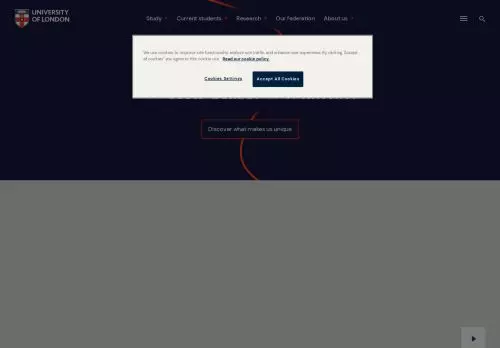 UNIVERSITY
OF LONDON
Study
Current students
Research
Our federation
About us
We use cookies to improve site functionality, analyse site traffic and enhance user experience. By clicking "Accept
all cookies" you agree to this cookie use. Read our cookie policy.
Cookies Settings
Accept All Cookies
Discover what makes us unique